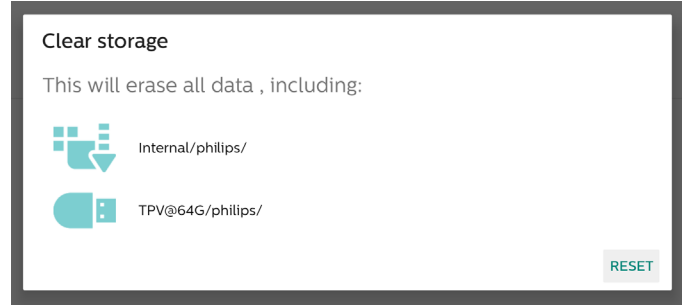 Clear storage
This will erase all data , including:
Internal/philips/
TPV@64G/philips/
RESET